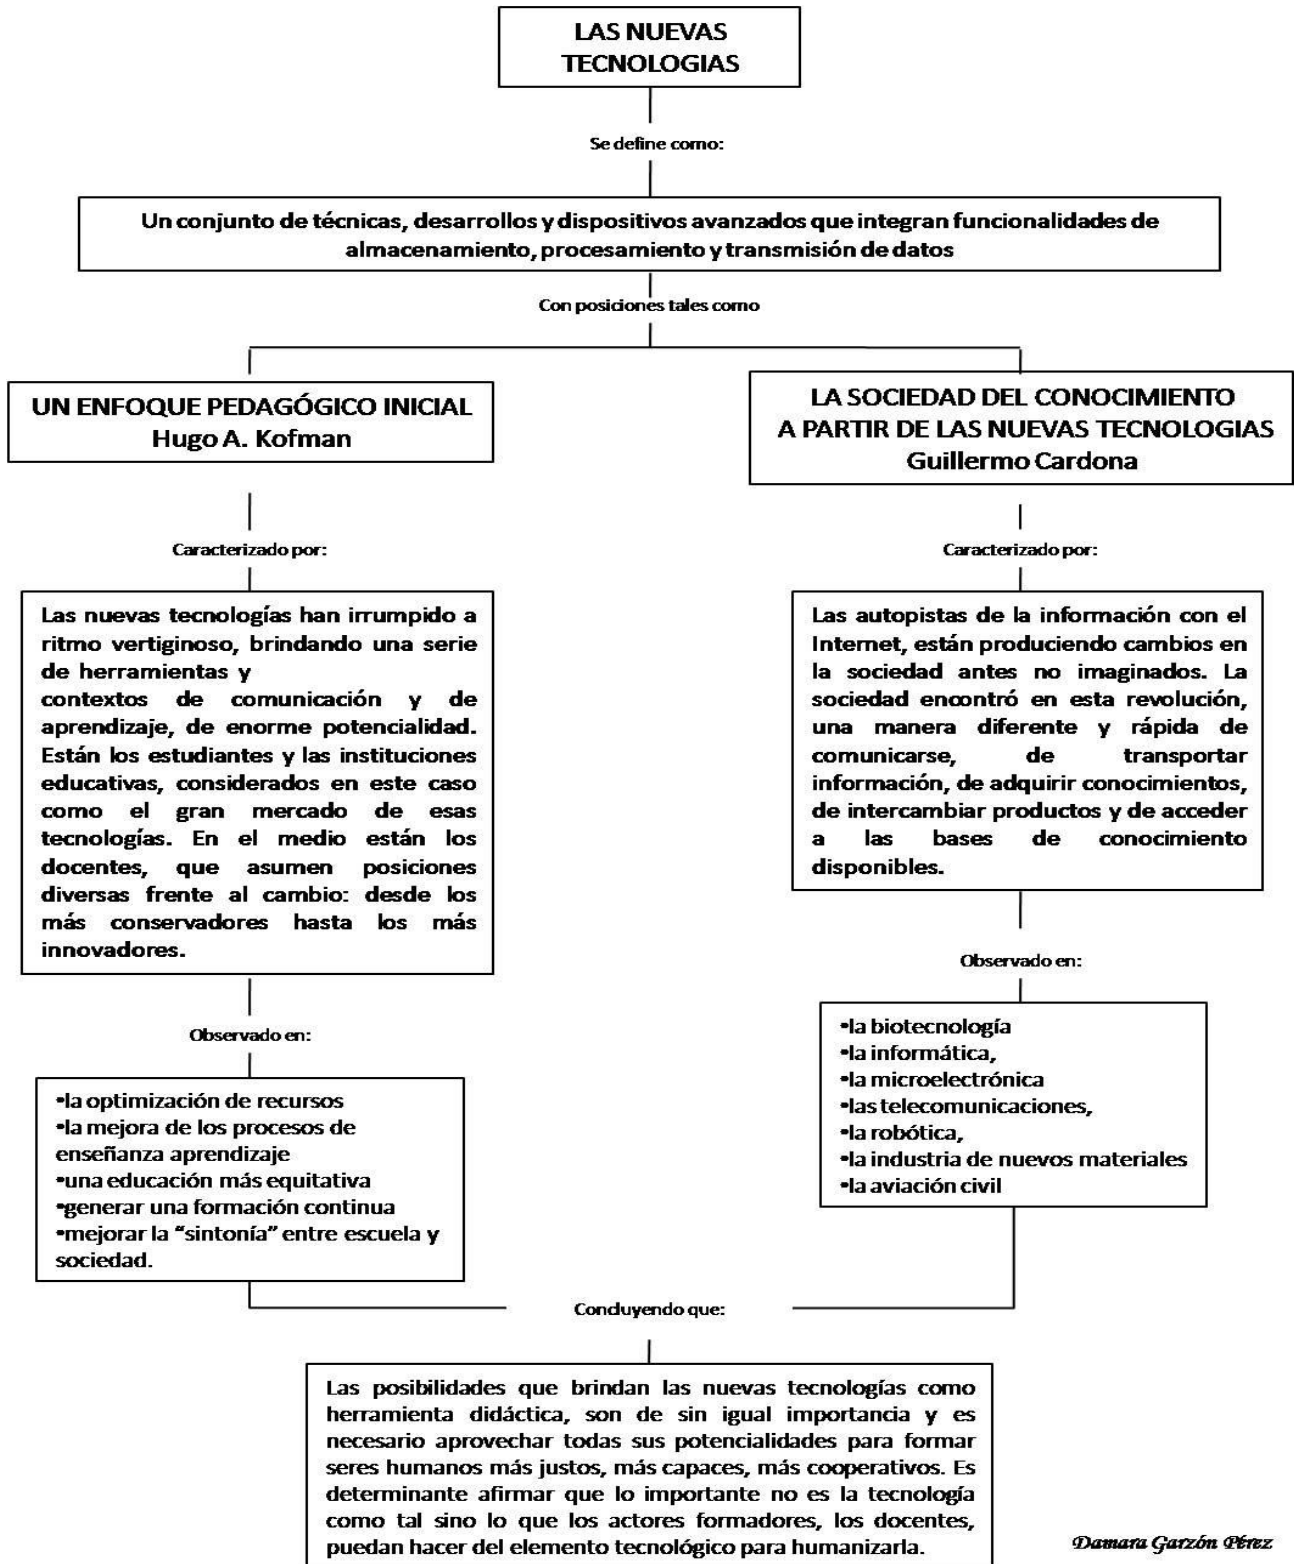 LAS NUEVAS
TECNOLOGIAS
Se define como:
Un conjunto de técnicas, desarrollos y dispositivos avanzados que integran funcionalidades de
almacenamiento, procesamiento y transmisión de datos
Con posiciones tales como
UN ENFOQUE PEDAGÓGICO INICIAL
Hugo A. Kofman
Caracterizado por:
Las nuevas tecnologías han irrumpido a
ritmo vertiginoso, brindando una serie
de herramientas y
contextos de comunicación y de
aprendizaje, de enorme potencialidad.
Están los estudiantes y las instituciones
educativas, considerados en este caso
como el gran mercado de esas
tecnologías. En el medio están los
docentes, que asumen posiciones
diversas frente al cambio: desde los
más conservadores hasta los más
innovadores.
Observado en:
•la optimización de recursos
•la mejora de los procesos de
enseñanza aprendizaje
•una educación más equitativa
•generar una formación continua
•mejorar la “sintonía” entre escuela y
sociedad.
LA SOCIEDAD DEL CONOCIMIENTO
A PARTIR DE LAS NUEVAS TECNOLOGIAS
Guillermo Cardona
Caracterizado por:
Las autopistas de la información con el
Internet, están produciendo cambios en
la sociedad antes no imaginados. La
sociedad encontró en esta revolución,
una manera diferente y rápida de
comunicarse, de transportar
información, de adquirir conocimientos,
de intercambiar productos y de acceder
a las bases de conocimiento
disponibles.
Observado en:
•la biotecnología
•la informática,
•la microelectrónica
•las telecomunicaciones,
•la robótica,
•la industria de nuevos materiales
•la aviación civil
Concluyendo que:
Las posibilidades que brindan las nuevas tecnologías como
herramienta didáctica, son de sin igual importancia y es
necesario aprovechar todas sus potencialidades para formar
seres humanos más justos, más capaces, más cooperativos. Es
determinante afirmar que lo importante no es la tecnología
como tal sino lo que los actores formadores, los docentes,
puedan hacer del elemento tecnológico para humanizarla.
Damara Garzón Pérez